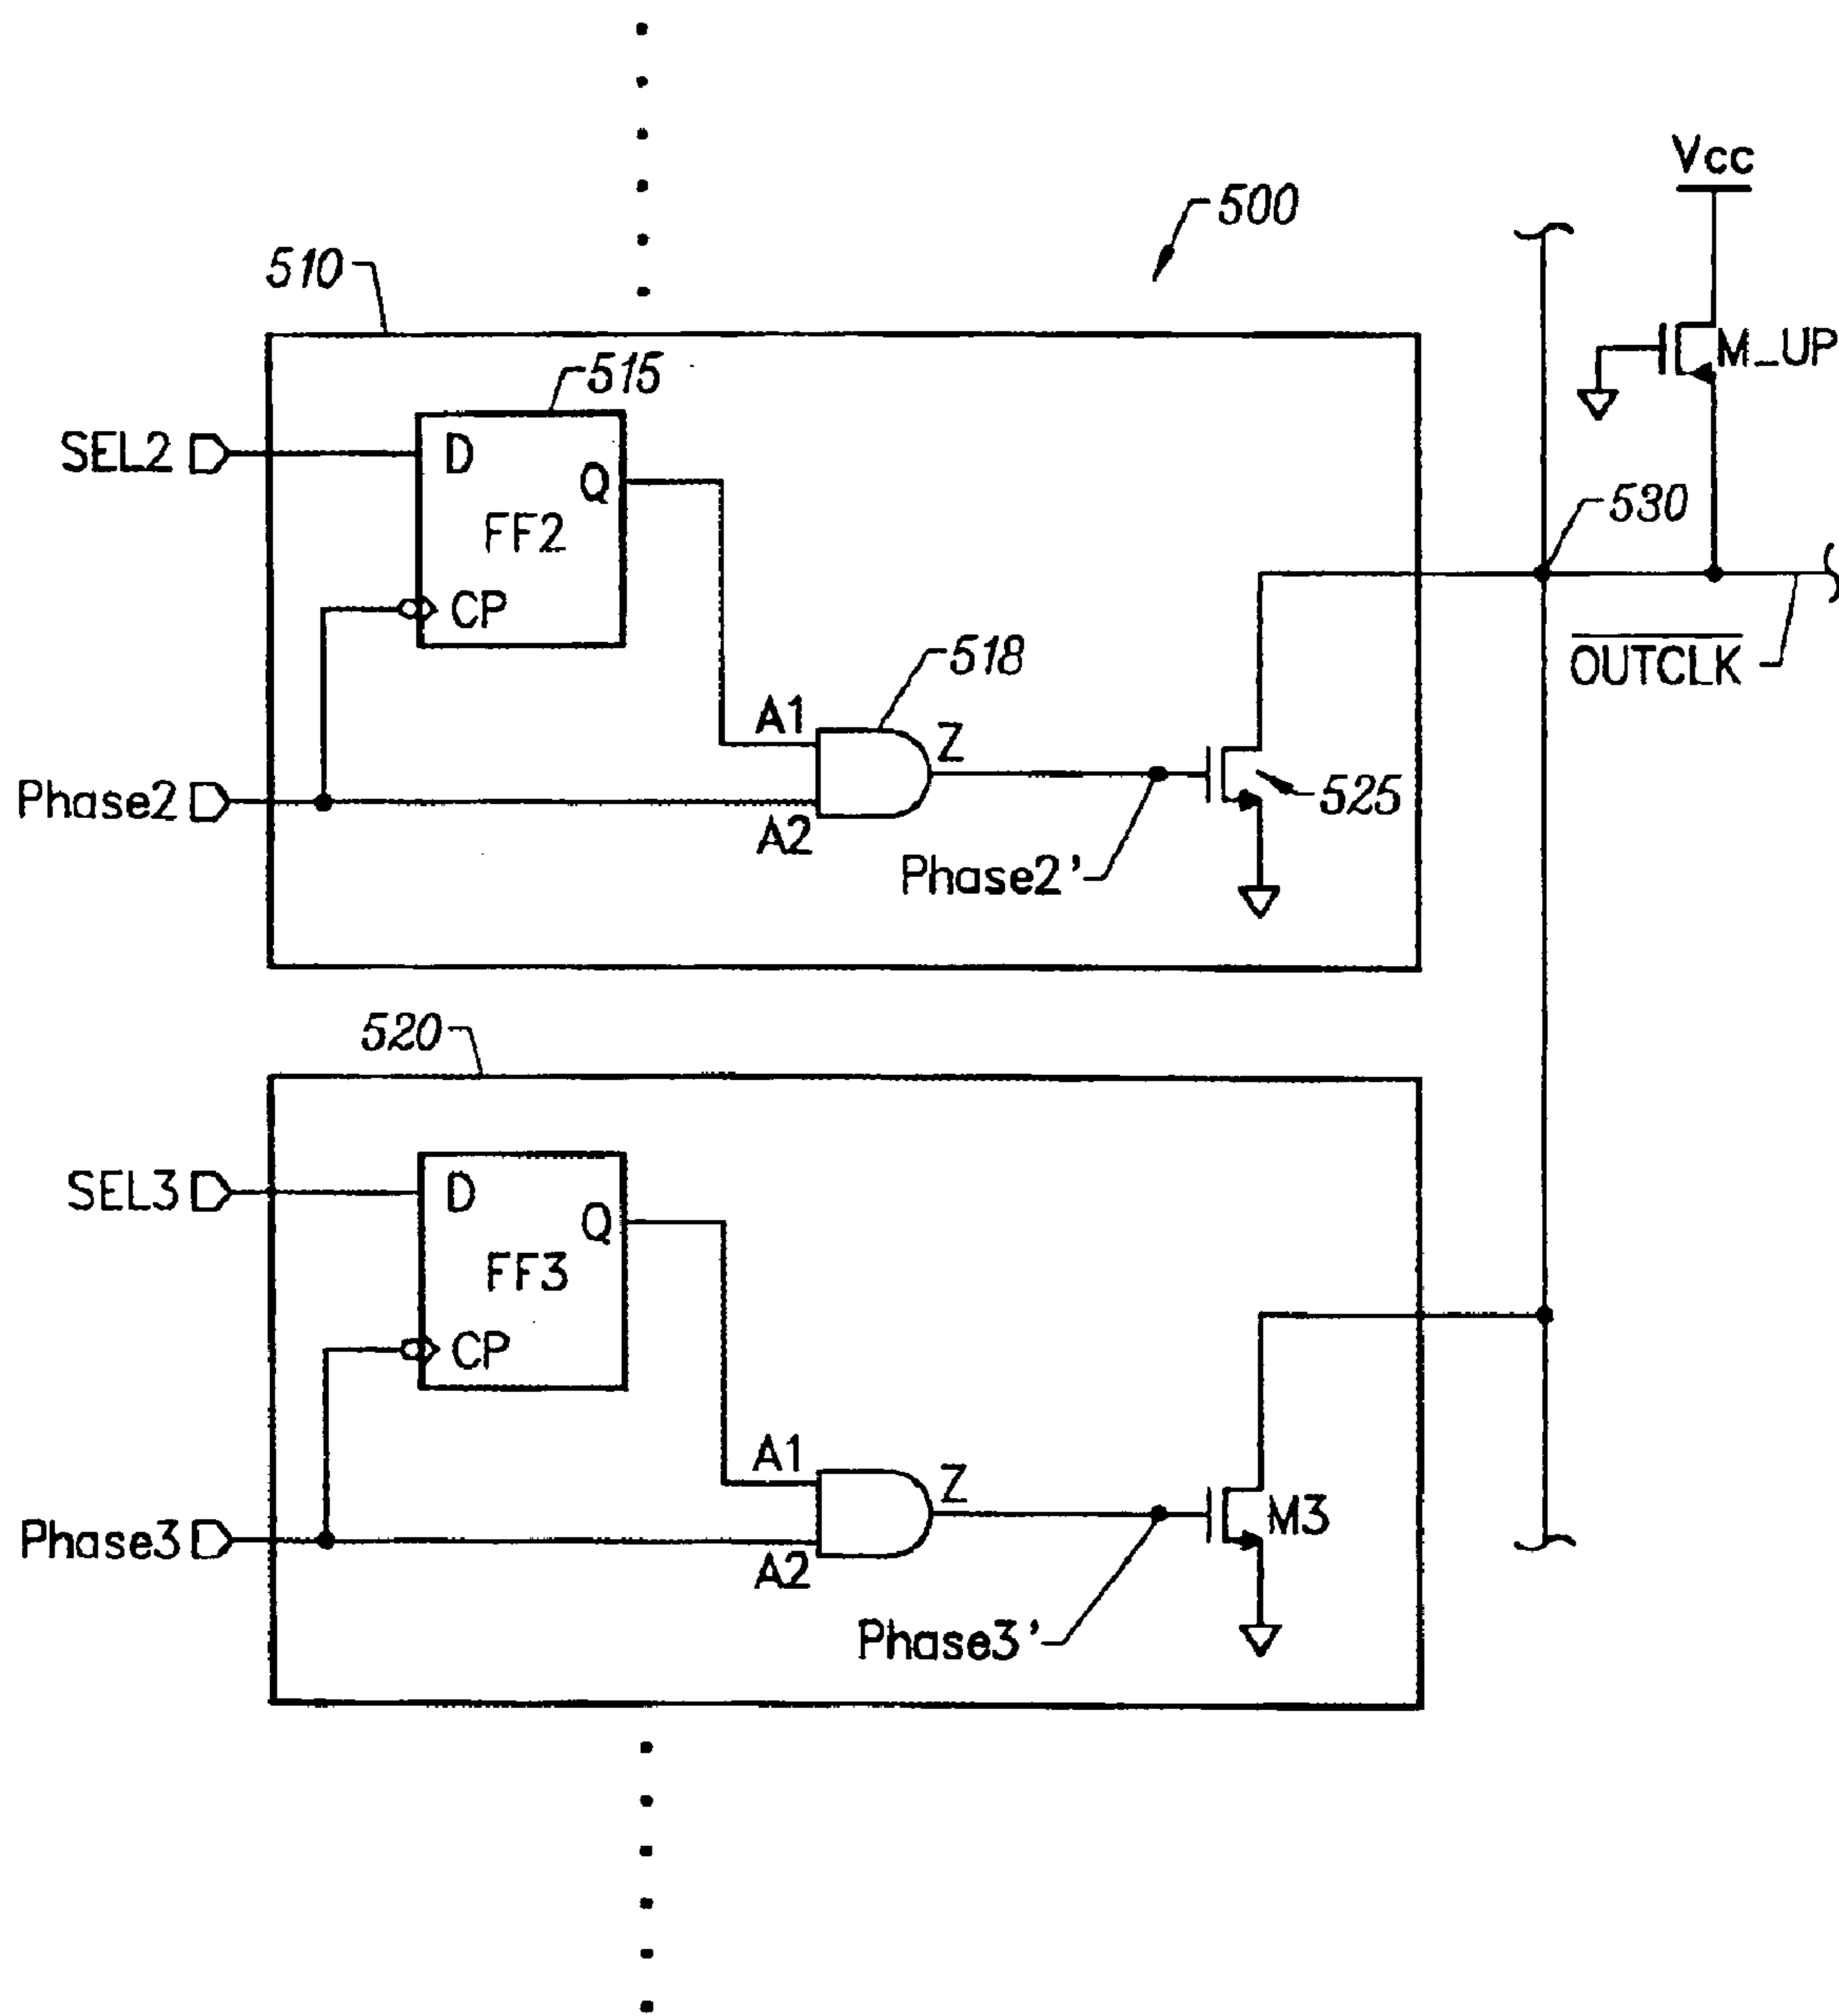 Vcc
500
510
M_UP
515
SEL2
D
Q
530
FF2
CP
OUTCLK
518
A1
Z
Phase2
525
A2
Phase2'
520
SEL3
D
Q
FF3
CP
A1
Z
M3
Phase3
A2
Phase3'